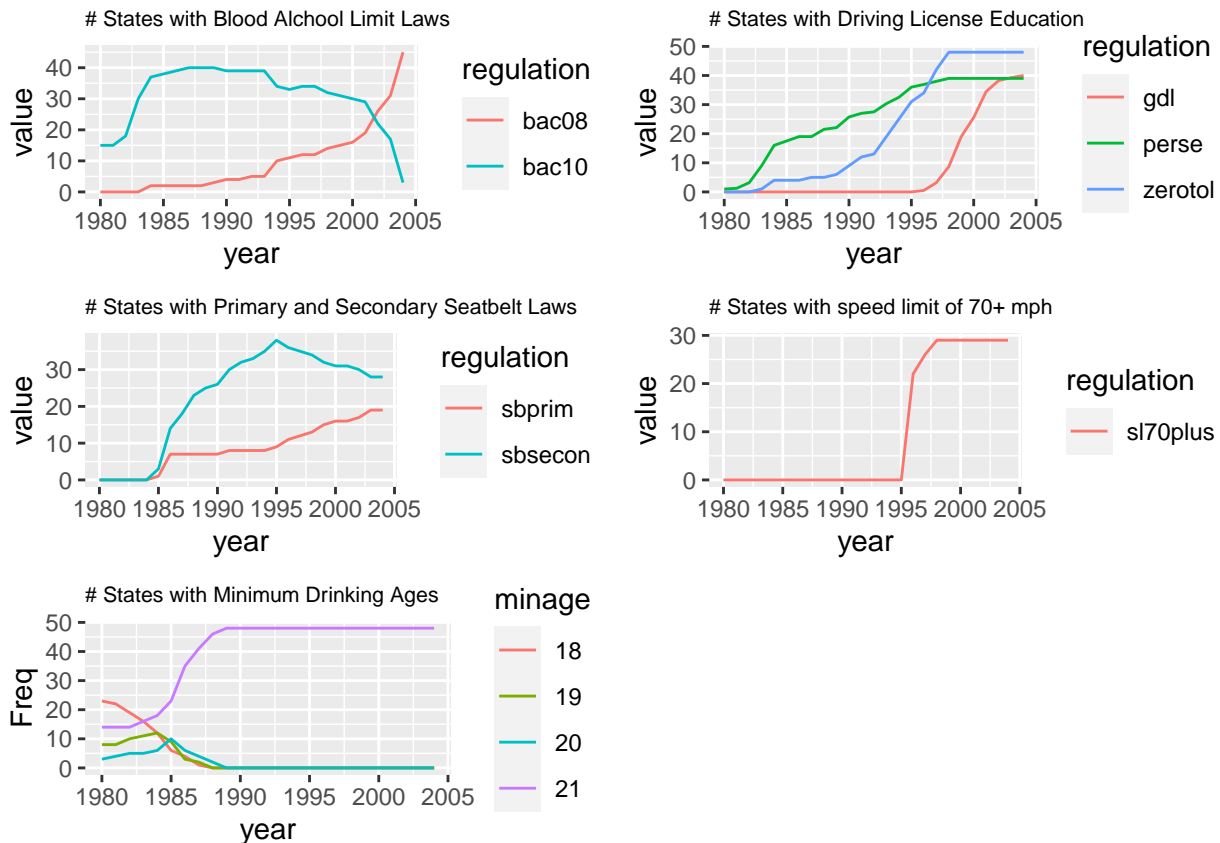 # States with Blood Alchool Limit Laws
value
40
30
20
10
0
1980 1985 1990 1995 2000 2005
year
regulation
bac08
bac10
# States with Driving License Education
value
50
40
30
20
10
0
1980 1985 1990 1995 2000 2005
year
regulation
gdl
perse
zerotol
# States with Primary and Secondary Seatbelt Laws
value
30
20
10
0
1980 1985 1990 1995 2000 2005
year
regulation
sbprim
sbsecon
# States with speed limit of 70+ mph
value
30
20
10
0
1980 1985 1990 1995 2000 2005
year
regulation
sl70plus
# States with Minimum Drinking Ages
Freq
50
40
30
20
10
0
1980 1985 1990 1995 2000 2005
year
minage
18
19
20
21